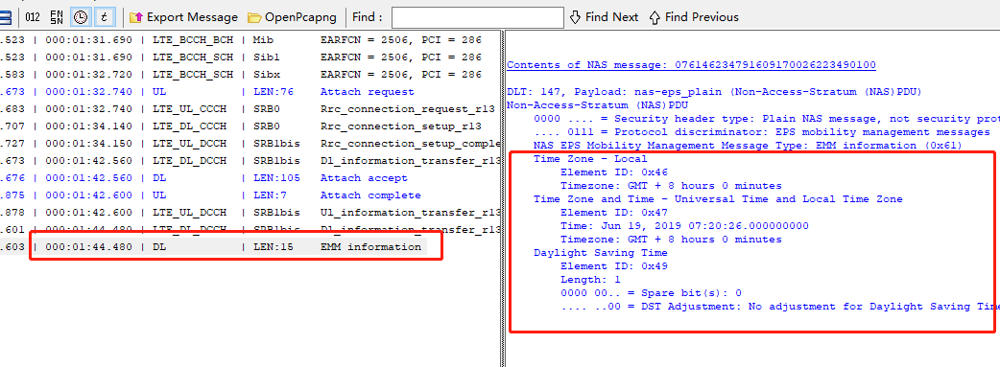 012 EN SN t Export Message OpenPcapng Find : Find Next Find Previous
.523 | 000:01:31.690 | LTE_BCCH_BCH | Mib EARFCN = 2506, PCI = 286
.523 | 000:01:31.690 | LTE_BCCH_SCH | Sib1 EARFCN = 2506, PCI = 286
.583 | 000:01:32.720 | LTE_BCCH_SCH | Sibx EARFCN = 2506, PCI = 286
.673 | 000:01:32.740 | UL | LEN:76 Attach request
.683 | 000:01:32.740 | LTE_UL_CCCH | SRB0 Rrc_connection_request_r13
.707 | 000:01:34.140 | LTE_DL_CCCH | SRB0 Rrc_connection_setup_r13
.727 | 000:01:34.150 | LTE_UL_DCCH | SRB1bis Rrc_connection_setup_comple
.673 | 000:01:42.560 | LTE_DL_DCCH | SRB1bis Dl_information_transfer_r13
.676 | 000:01:42.560 | DL | LEN:105 Attach accept
.875 | 000:01:42.600 | UL | LEN:7 Attach complete
.878 | 000:01:42.600 | LTE_UL_DCCH | SRB1bis Ul_information_transfer_r13
.601 | 000:01:44.480 | LTE_DL_DCCH | SRB1bis Dl_information_transfer_r13
.603 | 000:01:44.480 | DL | LEN:15 EMM information
Contents of NAS message: 076146234791609170026223490100
DLT: 147, Payload: nas-eps_plain (Non-Access-Stratum (NAS)PDU)
Non-Access-Stratum (NAS)PDU
0000 .... = Security header type: Plain NAS message, not security prot
.... 0111 = Protocol discriminator: EPS mobility management messages
NAS EPS Mobility Management Message Type: EMM information (0x61)
Time Zone - Local
Element ID: 0x46
Timezone: GMT + 8 hours 0 minutes
Time Zone and Time - Universal Time and Local Time Zone
Element ID: 0x47
Time: Jun 19, 2019 07:20:26.000000000
Timezone: GMT + 8 hours 0 minutes
Daylight Saving Time
Element ID: 0x49
Length: 1
0000 00.. = Spare bit(s): 0
.... ..00 = DST Adjustment: No adjustment for Daylight Saving Time